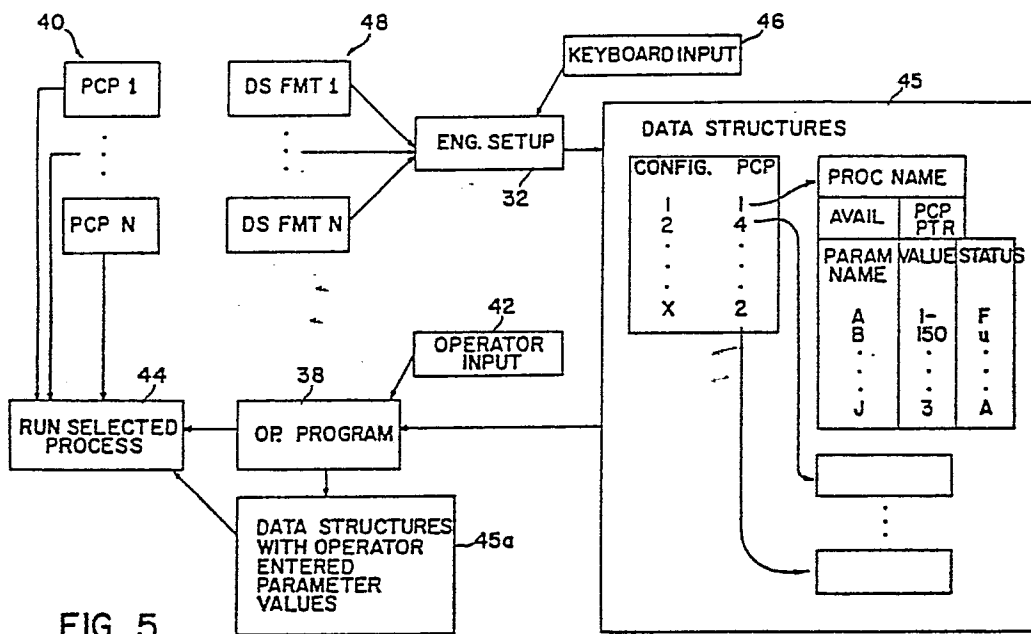 40
48
46
KEYBOARD INPUT
PCP 1
DS FMT 1
45
ENG. SETUP
DATA STRUCTURES
CONFIG. PCP
PROC NAME
1 1
2 4
X 2
AVAIL PCP PTR
PARAM NAME VALUE STATUS
A 1- F
B 150 u
J 3 A
32
PCP N
DS FMT N
42
OPERATOR INPUT
44
38
RUN SELECTED
PROCESS
OP. PROGRAM
DATA STRUCTURES
WITH OPERATOR
ENTERED
PARAMETER
VALUES
45a
FIG. 5